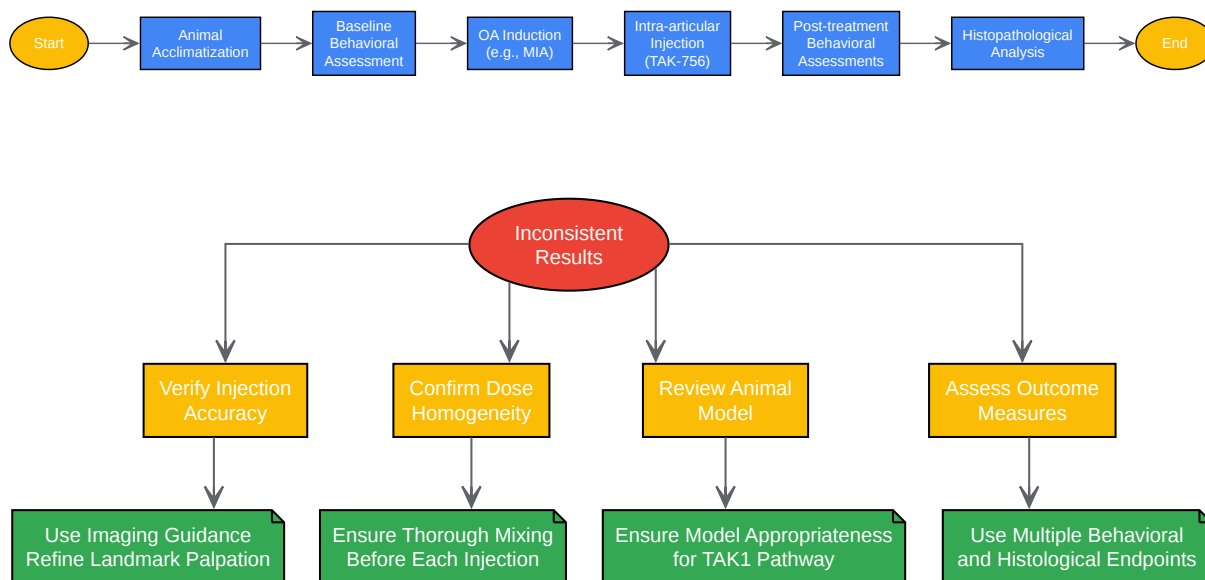 Start
Animal
Acclimatization
Baseline
Behavioral
Assessment
OA Induction
(e.g., MIA)
Intra-articular
Injection
(TAK-756)
Post-treatment
Behavioral
Assessments
Histopathological
Analysis
End
Inconsistent
Results
Verify Injection
Accuracy
Confirm Dose
Homogeneity
Review Animal
Model
Assess Outcome
Measures
Use Imaging Guidance
Refine Landmark Palpation
Ensure Thorough Mixing
Before Each Injection
Ensure Model Appropriateness
for TAK1 Pathway
Use Multiple Behavioral
and Histological Endpoints